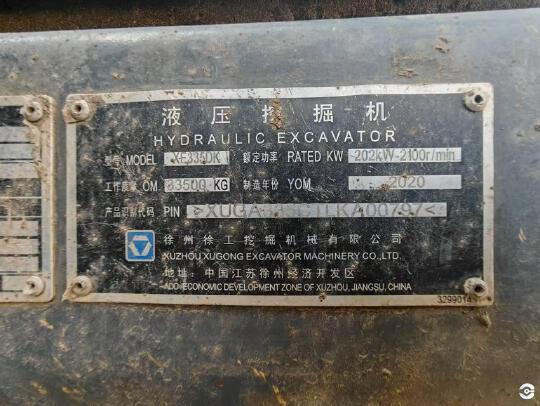 液压挖掘机
HYDRAULIC EXCAVATOR
型号 MODEL XE335DK 额定功率 RATED KW 202kW-2100r/min
工作质量 OM 33500 KG 制造年份 YOM 2020
产品识别代码 PIN
徐州徐工挖掘机械有限公司
XUZHOU XUGONG EXCAVATOR MACHINERY CO.,LTD.
地址：中国江苏徐州经济开发区
ADD:ECONOMIC DEVELOPMENT ZONE OF XUZHOU, JIANGSU, CHINA